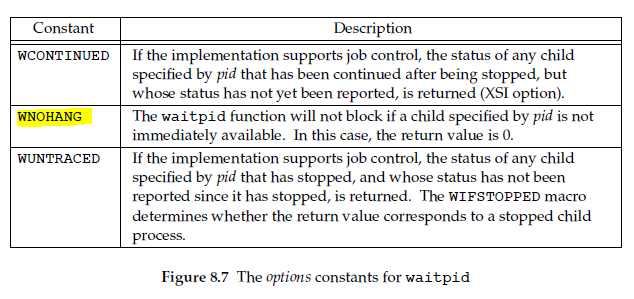 Constant Description
WCONTINUED If the implementation supports job control, the status of any child
specified by pid that has been continued after being stopped, but
whose status has not yet been reported, is returned (XSI option).
WNOHANG The waitpid function will not block if a child specified by pid is not
immediately available. In this case, the return value is 0.
WUNTRACED If the implementation supports job control, the status of any child
specified by pid that has stopped, and whose status has not been
reported since it has stopped, is returned. The WIFSTOPPED macro
determines whether the return value corresponds to a stopped child
process.
Figure 8.7 The options constants for waitpid